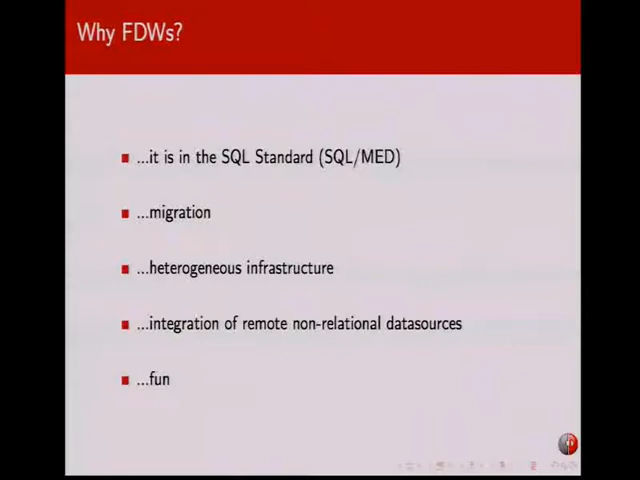 Why FDWs?
...it is in the SQL Standard (SQL/MED)
...migration
...heterogeneous infrastructure
...integration of remote non-relational datasources
...fun